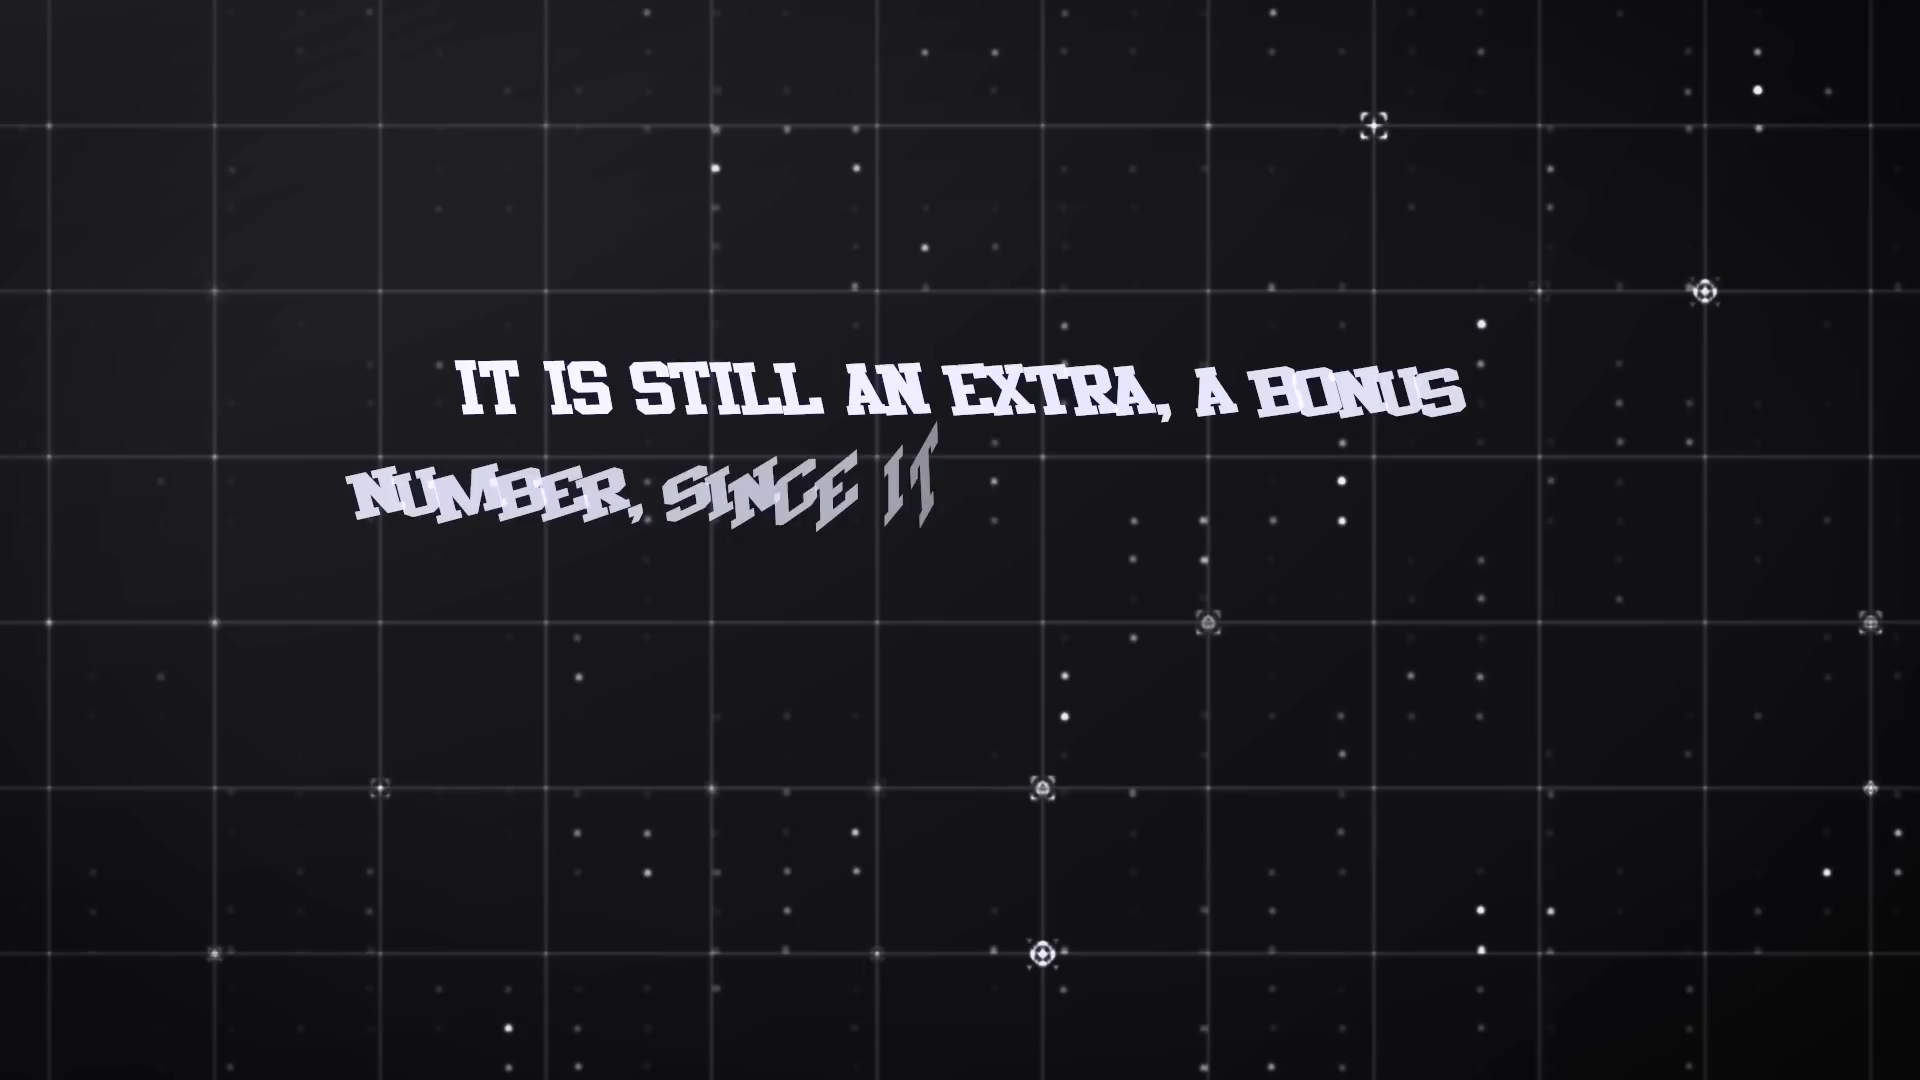 IT IS STILL AN EXTRA, A BONUS
NUMBER, SINCE IT